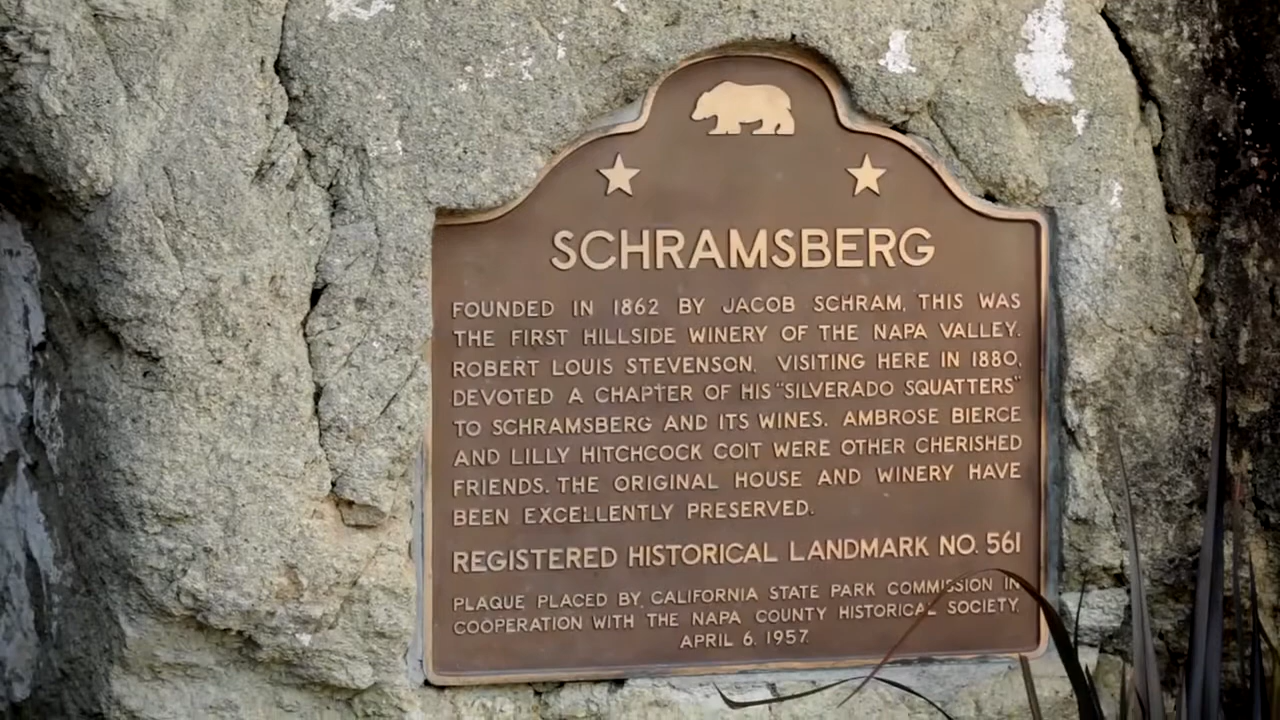 SCHRAMSBERG
FOUNDED IN 1862 BY JACOB SCHRAM, THIS WAS
THE FIRST HILLSIDE WINERY OF THE NAPA VALLEY.
ROBERT LOUIS STEVENSON, VISITING HERE IN 1880,
DEVOTED A CHAPTER OF HIS "SILVERADO SQUATTERS"
TO SCHRAMSBERG AND ITS WINES. AMBROSE BIERCE
AND LILLY HITCHCOCK COIT WERE OTHER CHERISHED
FRIENDS. THE ORIGINAL HOUSE AND WINERY HAVE
BEEN EXCELLENTLY PRESERVED.
REGISTERED HISTORICAL LANDMARK NO. 561
PLAQUE PLACED BY CALIFORNIA STATE PARK COMMISSION IN
COOPERATION WITH THE NAPA COUNTY HISTORICAL SOCIETY,
APRIL 6, 1957.